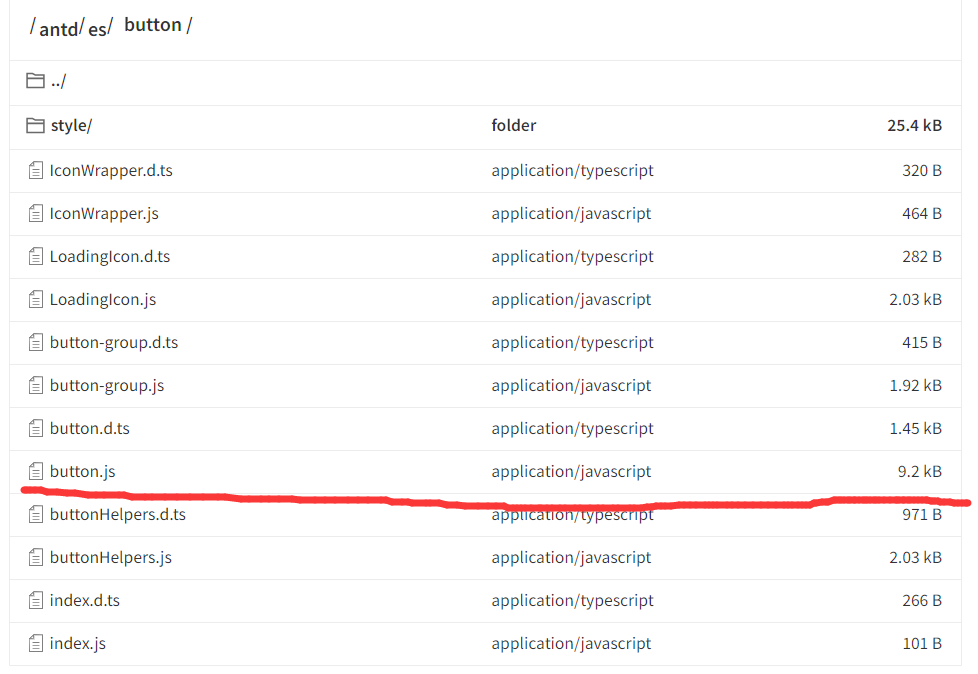 /antd/es/ button /
../
style/ folder 25.4 kB
IconWrapper.d.ts application/typescript 320 B
IconWrapper.js application/javascript 464 B
LoadingIcon.d.ts application/typescript 282 B
LoadingIcon.js application/javascript 2.03 kB
button-group.d.ts application/typescript 415 B
button-group.js application/javascript 1.92 kB
button.d.ts application/typescript 1.45 kB
button.js application/javascript 9.2 kB
buttonHelpers.d.ts application/typescript 971 B
buttonHelpers.js application/javascript 2.03 kB
index.d.ts application/typescript 266 B
index.js application/javascript 101 B